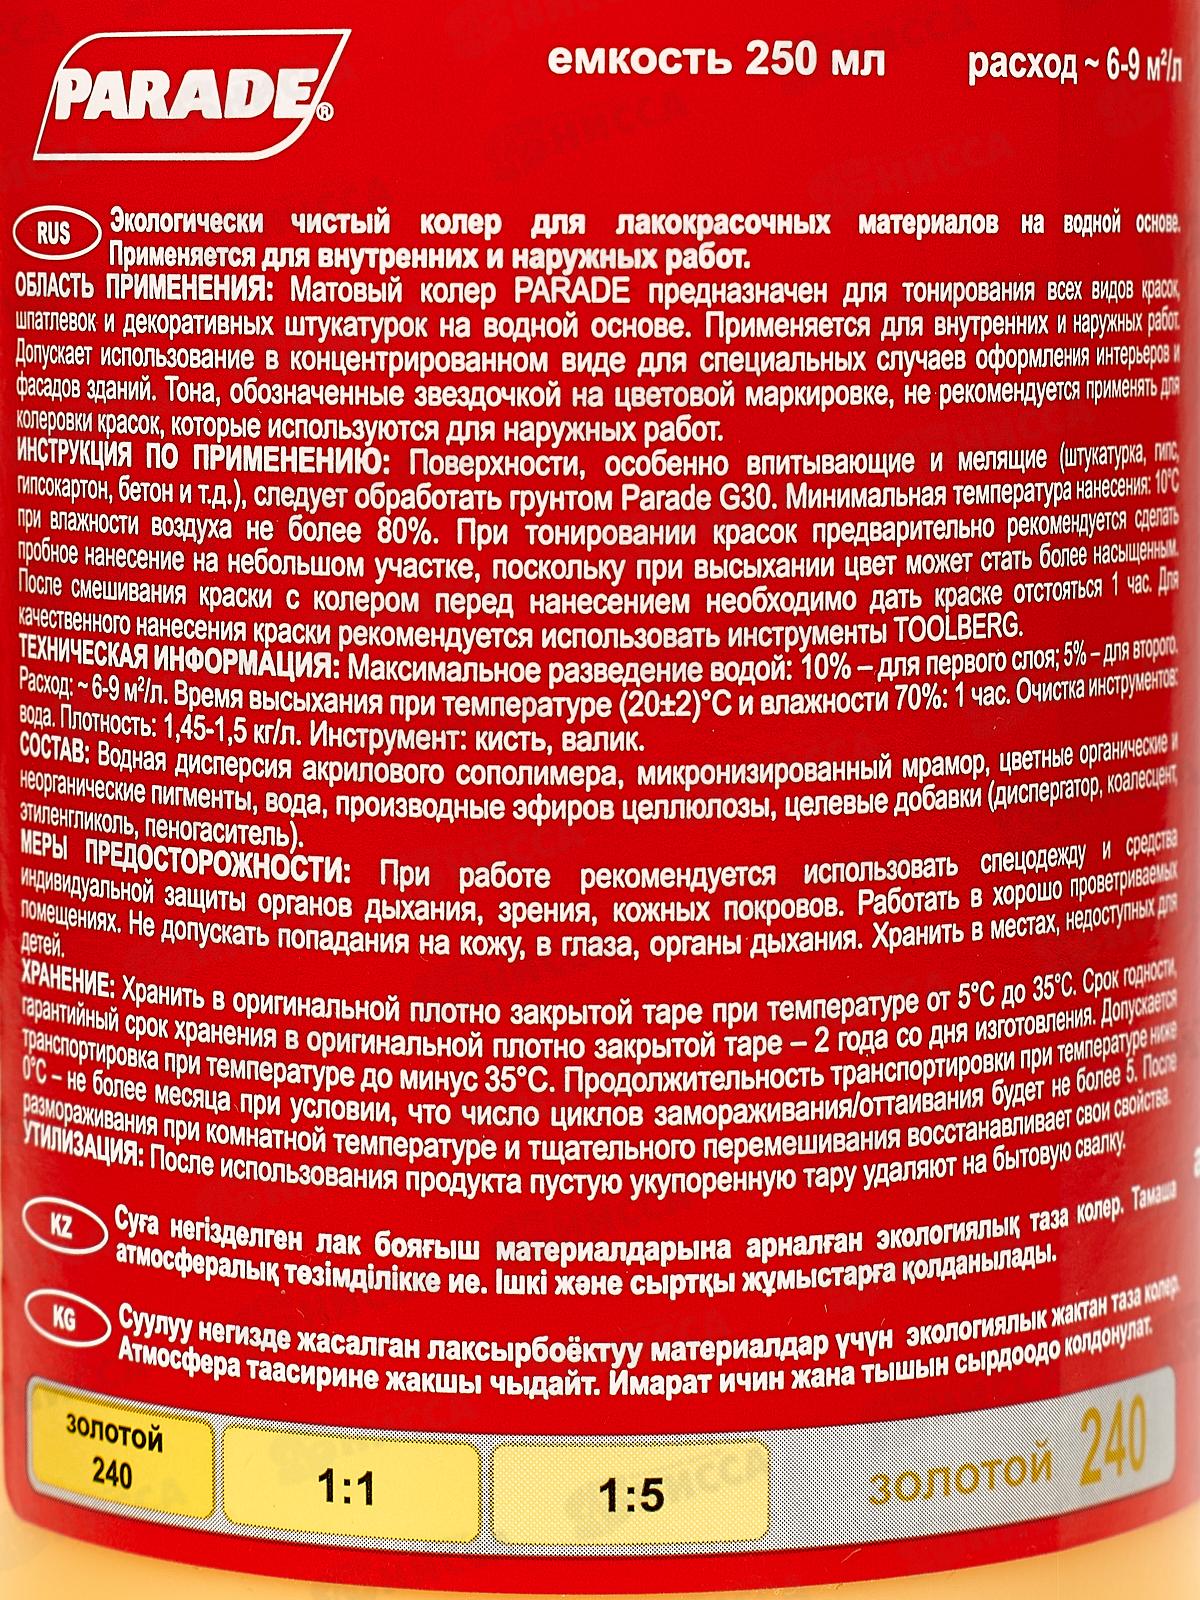 PARADE®
емкость 250 мл
расход ~ 6-9 м²/л
RUS
Экологически чистый колер для лакокрасочных материалов на водной основе.
Применяется для внутренних и наружных работ.
ОБЛАСТЬ ПРИМЕНЕНИЯ: Матовый колер PARADE предназначен для тонирования всех видов красок,
шпатлевок и декоративных штукатурок на водной основе. Применяется для внутренних и наружных работ.
Допускает использование в концентрированном виде для специальных случаев оформления интерьеров и
фасадов зданий. Тона, обозначенные звездочкой на цветовой маркировке, не рекомендуется применять для
колеровки красок, которые используются для наружных работ.
ИНСТРУКЦИЯ ПО ПРИМЕНЕНИЮ: Поверхности, особенно впитывающие и мелящие (штукатурка, гипс,
гипсокартон, бетон и т.д.), следует обработать грунтом Parade G30. Минимальная температура нанесения: 10°С
при влажности воздуха не более 80%. При тонировании красок предварительно рекомендуется сделать
пробное нанесение на небольшом участке, поскольку при высыхании цвет может стать более насыщенным.
После смешивания краски с колером перед нанесением необходимо дать краске отстояться 1 час. Для
качественного нанесения краски рекомендуется использовать инструменты TOOLBERG.
ТЕХНИЧЕСКАЯ ИНФОРМАЦИЯ: Максимальное разведение водой: 10% – для первого слоя; 5% – для второго.
Расход: ~ 6-9 м²/л. Время высыхания при температуре (20±2)°С и влажности 70%: 1 час. Очистка инструментов:
вода. Плотность: 1,45-1,5 кг/л. Инструмент: кисть, валик.
СОСТАВ: Водная дисперсия акрилового сополимера, микронизированный мрамор, цветные органические и
неорганические пигменты, вода, производные эфиров целлюлозы, целевые добавки (диспергатор, коалесцент,
этиленгликоль, пеногаситель).
МЕРЫ ПРЕДОСТОРОЖНОСТИ: При работе рекомендуется использовать спецодежду и средства
индивидуальной защиты органов дыхания, зрения, кожных покровов. Работать в хорошо проветриваемых
помещениях. Не допускать попадания на кожу, в глаза, органы дыхания. Хранить в местах, недоступных для
детей.
ХРАНЕНИЕ: Хранить в оригинальной плотно закрытой таре при температуре от 5°С до 35°С. Срок годности,
гарантийный срок хранения в оригинальной плотно закрытой таре – 2 года со дня изготовления. Допускается
транспортировка при температуре до минус 35°С. Продолжительность транспортировки при температуре ниже
0°С – не более месяца при условии, что число циклов замораживания/оттаивания будет не более 5. После
размораживания при комнатной температуре и тщательного перемешивания восстанавливает свои свойства.
УТИЛИЗАЦИЯ: После использования продукта пустую укупоренную тару удаляют на бытовую свалку.
KZ
Суға негізделген лак бояғыш материалдарына арналған экологиялық таза колер. Тамаша
атмосфералық төзімділікке ие. Ішкі және сыртқы жұмыстарға қолданылады.
KG
Суулуу негизде жасалган лаксырбоёктуу материалдар үчүн экологиялык жактан таза колер.
Атмосфера таасирине жакшы чыдайт. Имарат ичин жана тышын сырдоодо колдонулат.
золотой
240
1:1
1:5
золотой 240